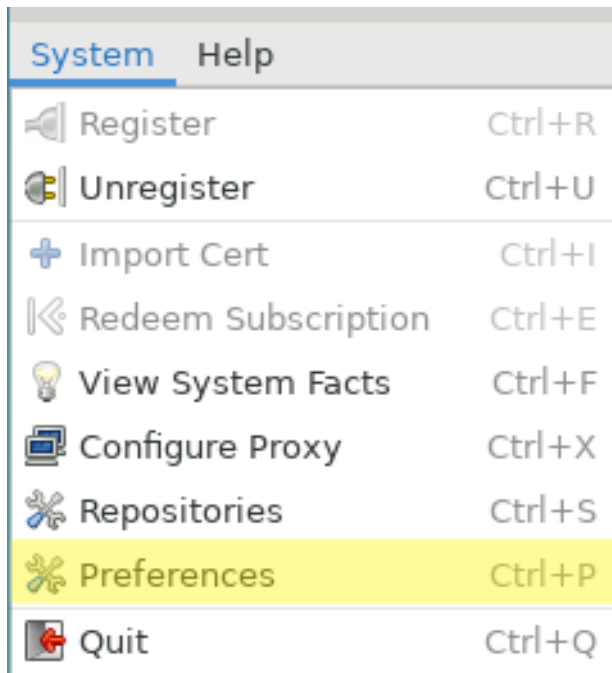 System Help
Register Ctrl+R
Unregister Ctrl+U
Import Cert Ctrl+I
Redeem Subscription Ctrl+E
View System Facts Ctrl+F
Configure Proxy Ctrl+X
Repositories Ctrl+S
Preferences Ctrl+P
Quit Ctrl+Q